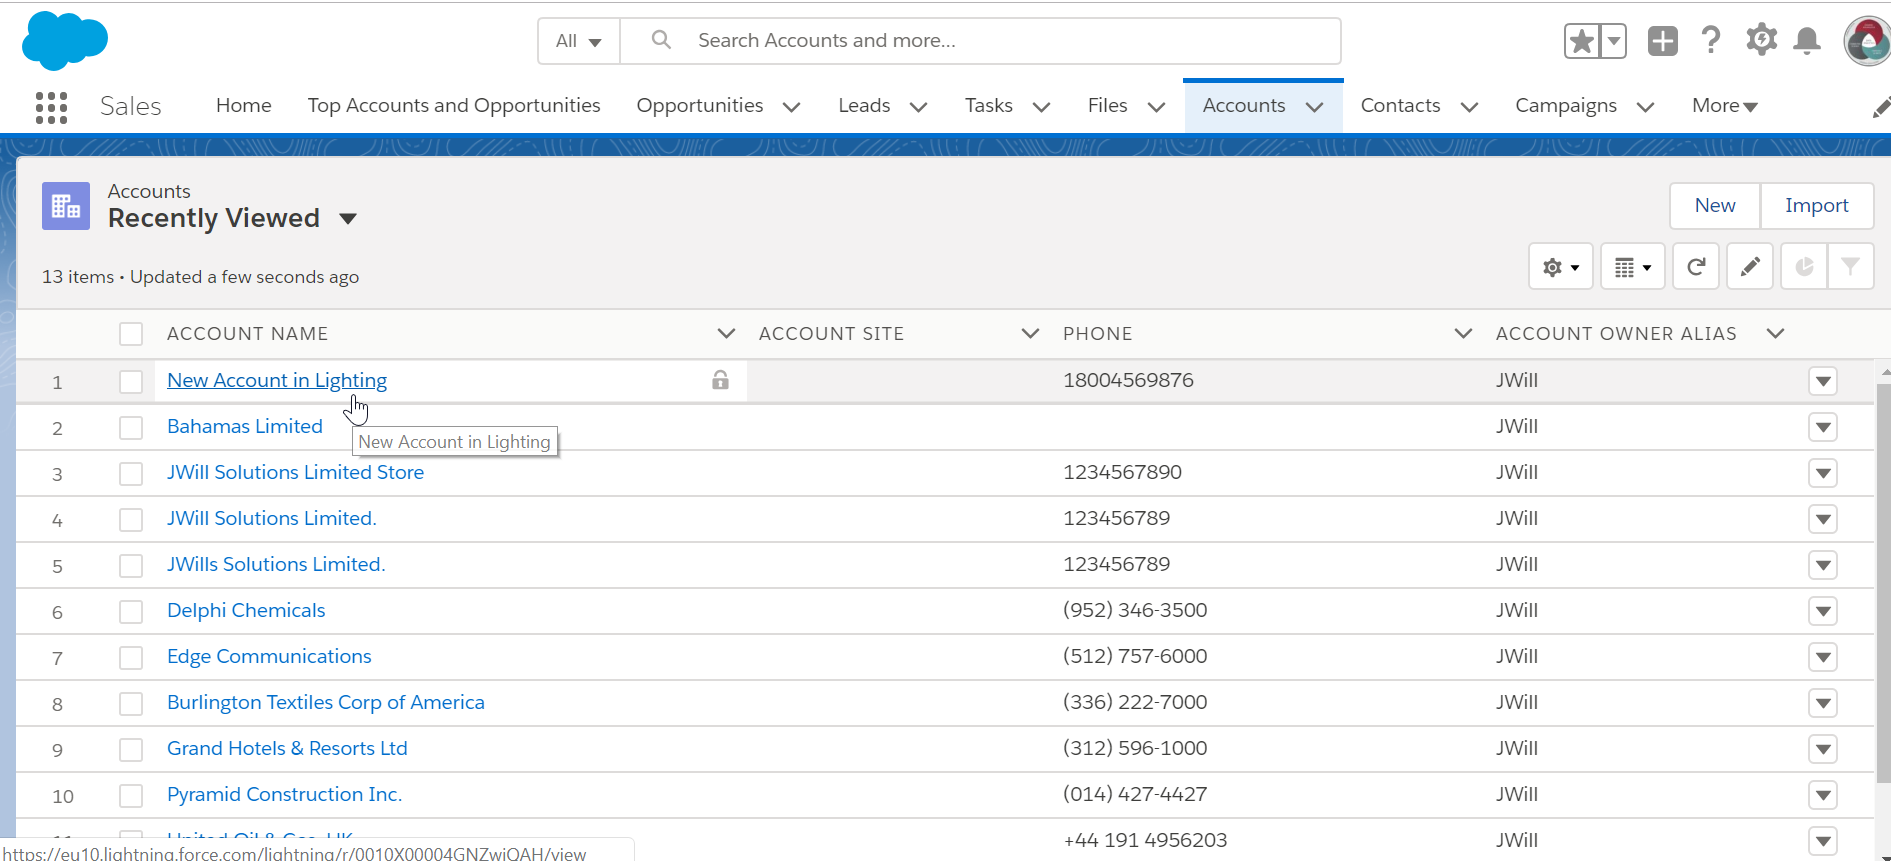 All Search Accounts and more...
Sales Home Top Accounts and Opportunities Opportunities Leads Tasks Files Accounts Contacts Campaigns More
Accounts
Recently Viewed
New Import
13 items • Updated a few seconds ago
ACCOUNT NAME ACCOUNT SITE PHONE ACCOUNT OWNER ALIAS
1 New Account in Lighting 18004569876 JWill
2 Bahamas Limited JWill
New Account in Lighting
3 JWill Solutions Limited Store 1234567890 JWill
4 JWill Solutions Limited. 123456789 JWill
5 JWills Solutions Limited. 123456789 JWill
6 Delphi Chemicals (952) 346-3500 JWill
7 Edge Communications (512) 757-6000 JWill
8 Burlington Textiles Corp of America (336) 222-7000 JWill
9 Grand Hotels & Resorts Ltd (312) 596-1000 JWill
10 Pyramid Construction Inc. (014) 427-4427 JWill
United Oil & Gas, UK +44 191 4956203 JWill
https://eu10.lightning.force.com/lightning/r/0010X00004GNZwiQAH/view